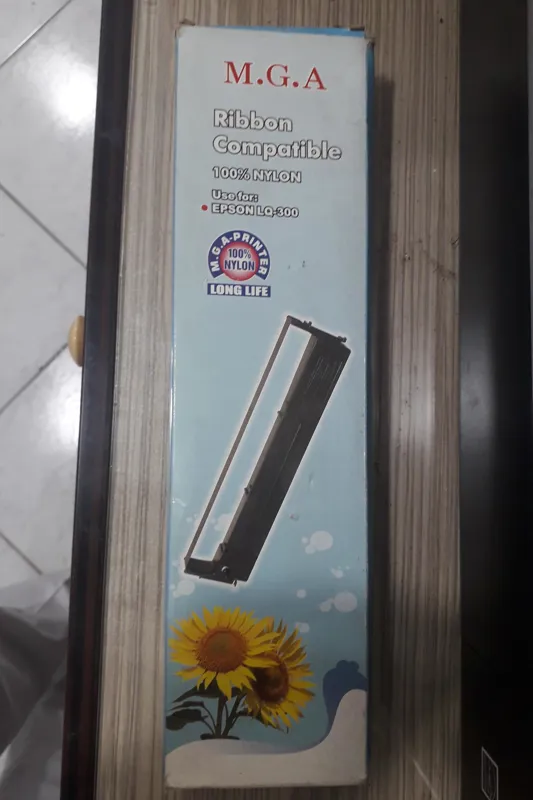 M.G.A
Ribbon
Compatible
100% NYLON
Use for:
• EPSON LQ-300
M.G.A-PRINTER
100%
NYLON
LONG LIFE